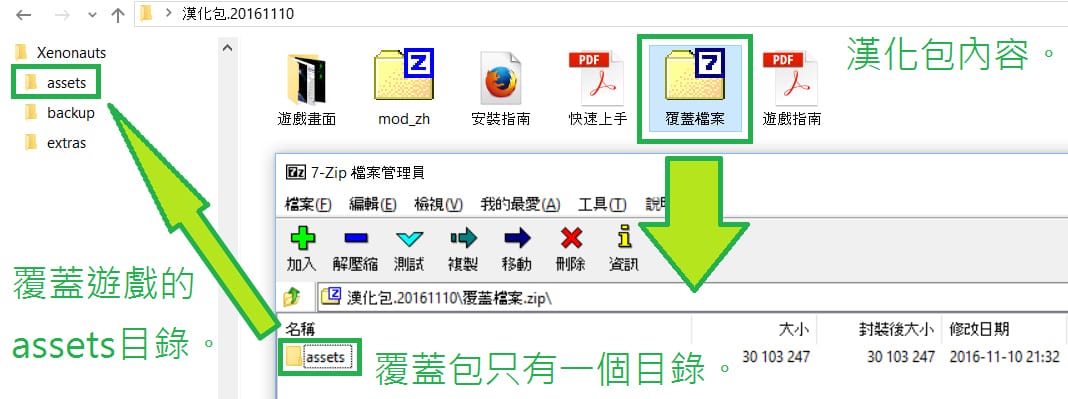 漢化包.20161110
Xenonauts
assets
backup
extras
漢化包內容。
PDF
PDF
遊戲畫面
mod_zh
安裝指南
快速上手
覆蓋檔案
遊戲指南
7z 7-Zip 檔案管理員
檔案(F) 編輯(E) 檢視(V) 我的最愛(A) 工具(T)
加入 解壓縮 測試 複製 移動 刪除 資訊
漢化包.20161110\覆蓋檔案.zip\
名稱 大小 封裝後大小 修改日期
assets 30 103 247 30 103 247 2016-11-10 21:32
覆蓋遊戲的
assets目錄。
覆蓋包只有一個目錄。